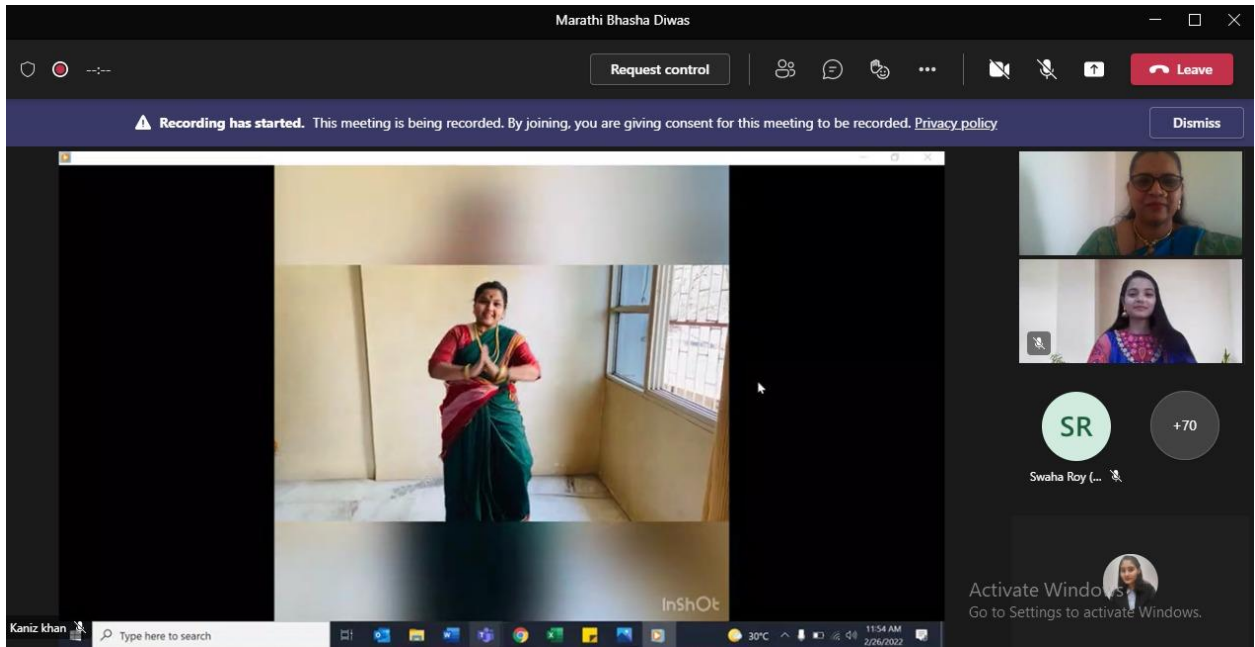 Marathi Bhasha Diwas
--:--
Request control
Leave
Recording has started. This meeting is being recorded. By joining, you are giving consent for this meeting to be recorded. Privacy policy
Dismiss
InShOt
SR
+70
Swaha Roy (...
Activate Windows
Go to Settings to activate Windows.
Kaniz khan
Type here to search
30°C
11:54 AM
2/26/2022